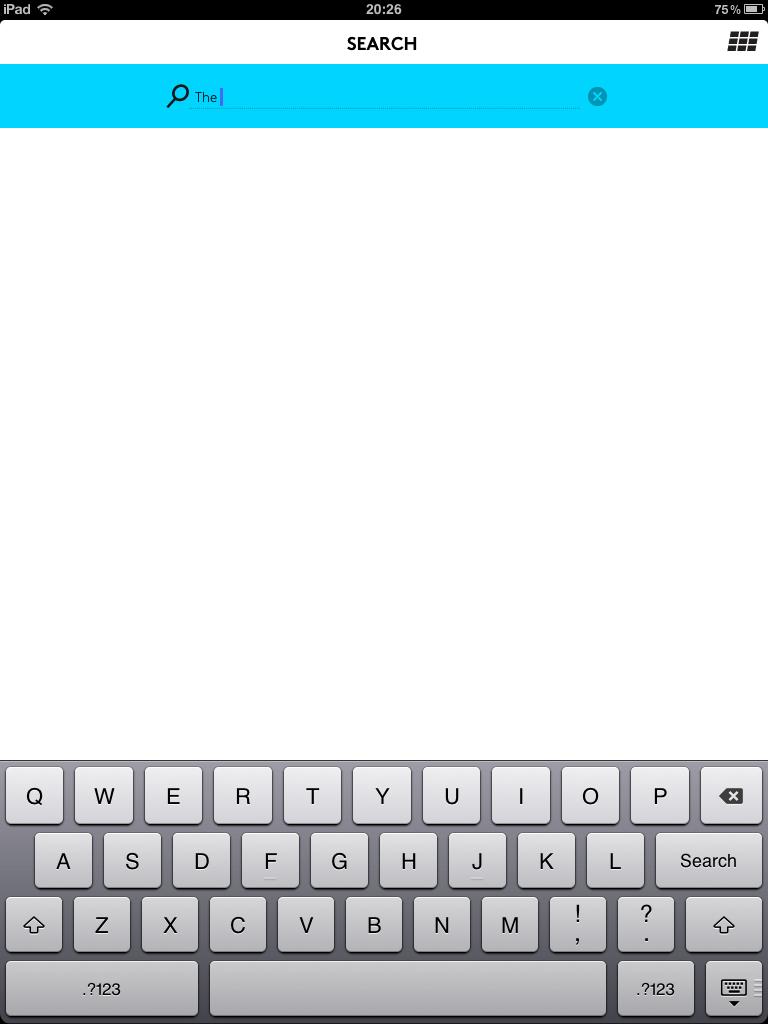 iPad 20:26 75%
SEARCH
The
Q W E R T Y U I O P
A S D F G H J K L Search
Z X C V B N M ! , ? .
.?123 .?123